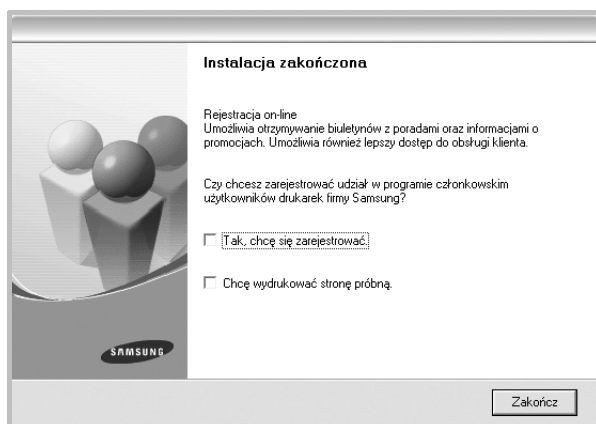 Instalacja zakończona
Rejestracja on-line
Umożliwia otrzymywanie biuletynów z poradami oraz informacjami o
promocjach. Umożliwia również lepszy dostęp do obsługi klienta.
Czy chcesz zarejestrować udział w programie członkowskim
użytkowników drukarek firmy Samsung?
Tak, chcę się zarejestrować.
Chcę wydrukować stronę próbną.
SAMSUNG
Zakończ